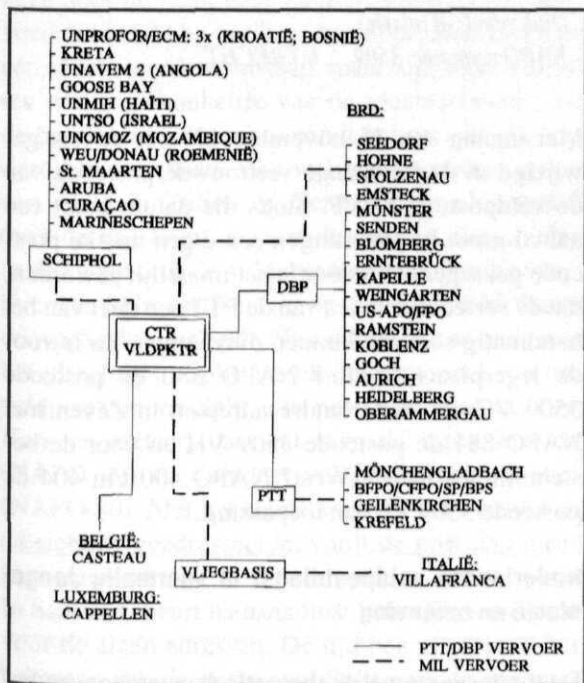 UNPROFOR/ECM: 3x (KROATIË, BOSNIË)
KRETA
UNAVEM 2 (ANGOLA)
GOOSE BAY
UNMIH (HAÏTI)
UNTSO (ISRAEL)
UNOMOZ (MOZAMBIQUE)
WEU/DONAU (ROEMENIË)
St. MAARTEN
ARUBA
CURAÇAO
MARINESCH.
SCHIPHOL
CTR
VLDPKTR
DBP
BRD:
SEEDORF
HOHNE
STOLZENAU
EMSTECK
MÜNSTER
SENDEN
BLOMBERG
ERNTEBRÜCK
KAPELLE
WEINGARTEN
US-APO/FPO
RAMSTEIN
KOBLENZ
GOCH
AURICH
HEIDELBERG
OBERAMMERGAU
PTT
MÖNCHENGLADBACH
BFPO/CFPO/SP/BPS
GEILENKIRCHEN
KREFELD
BELGIË:
CASTEAU
LUXEMBURG:
CAPPELLEN
VLIEGBASIS
ITALIË:
VILLAFRANCA
PTT/DBP VERVOER
MIL VERVOER